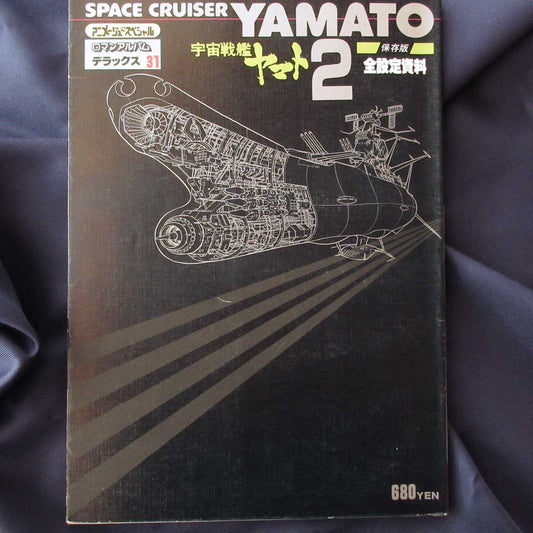 SPACE CRUISER YAMATO
アニメージュスペシャル
ロマンアルバム
デラックス 31
宇宙戦艦
ヤマト2
保存版
全設定資料
680YEN